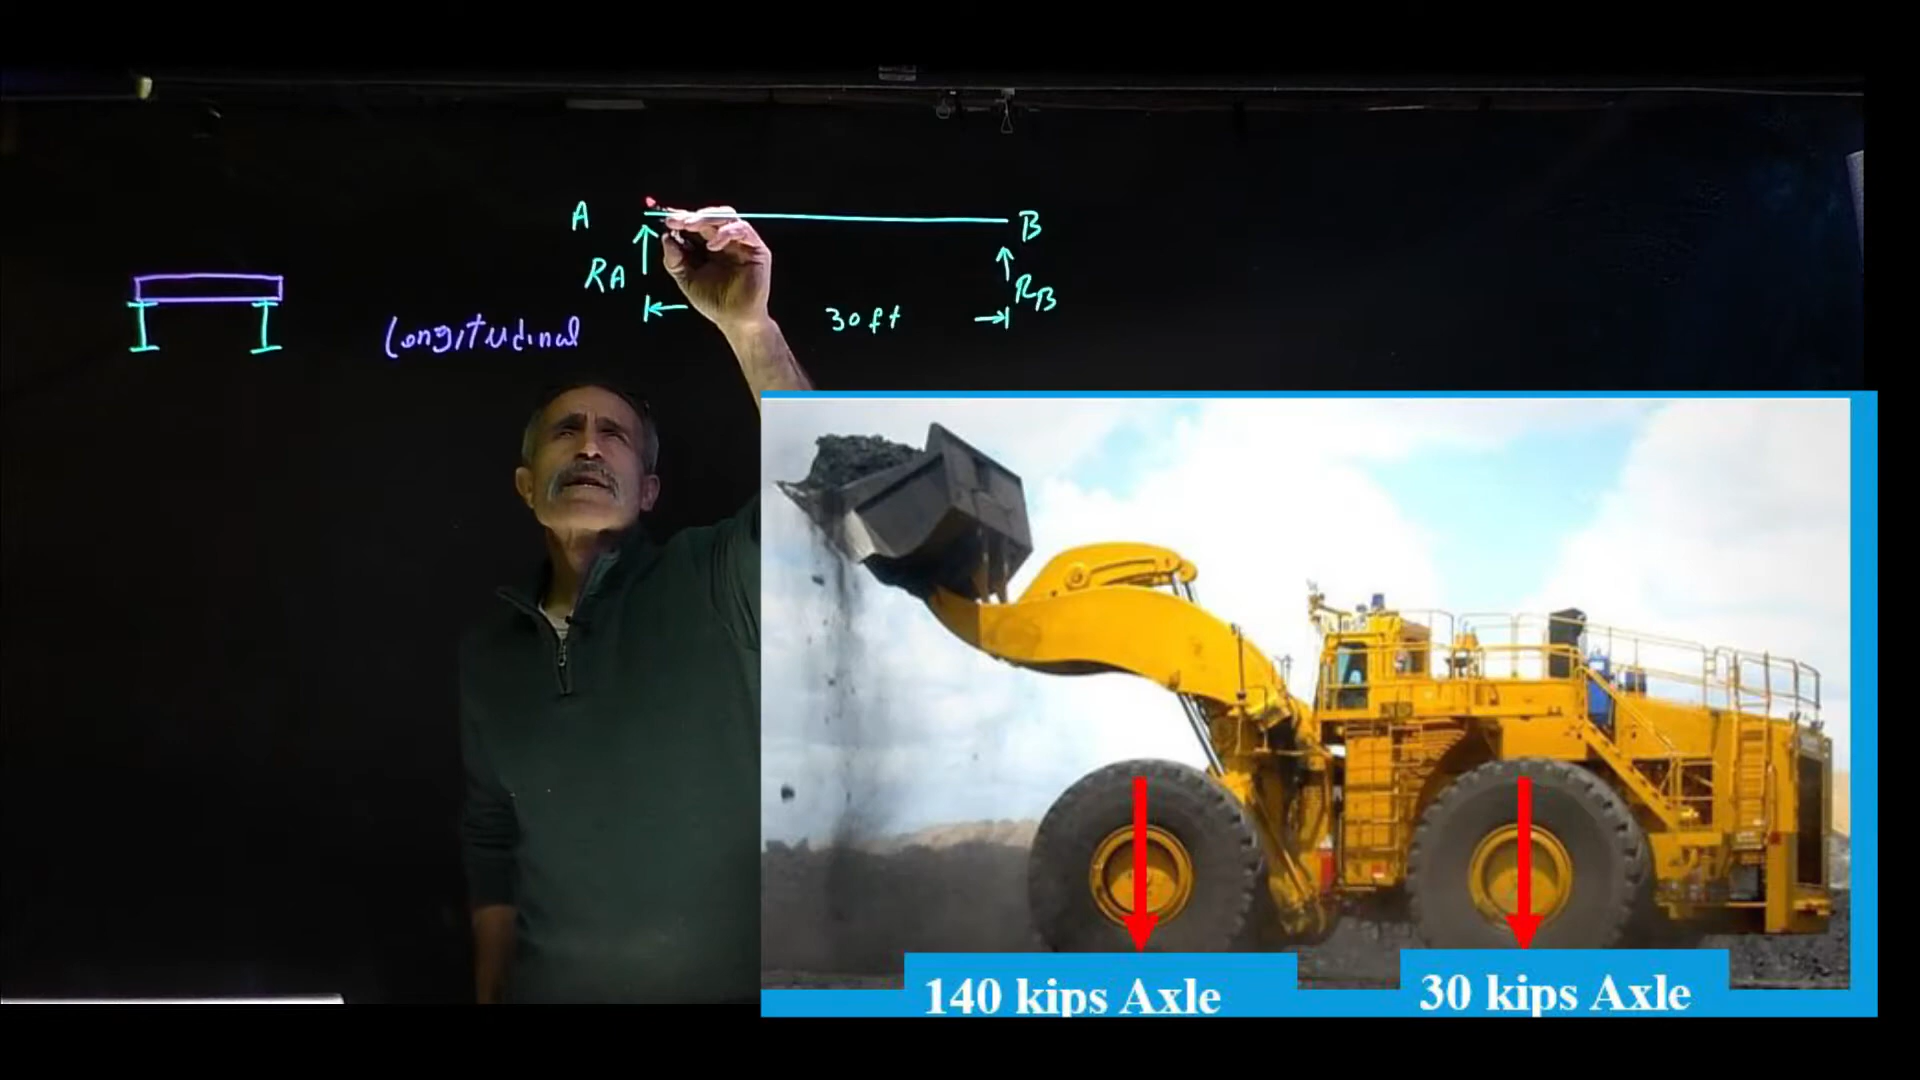 A
B
RA
RB
30 ft
Longitudinal
140 kips Axle
30 kips Axle